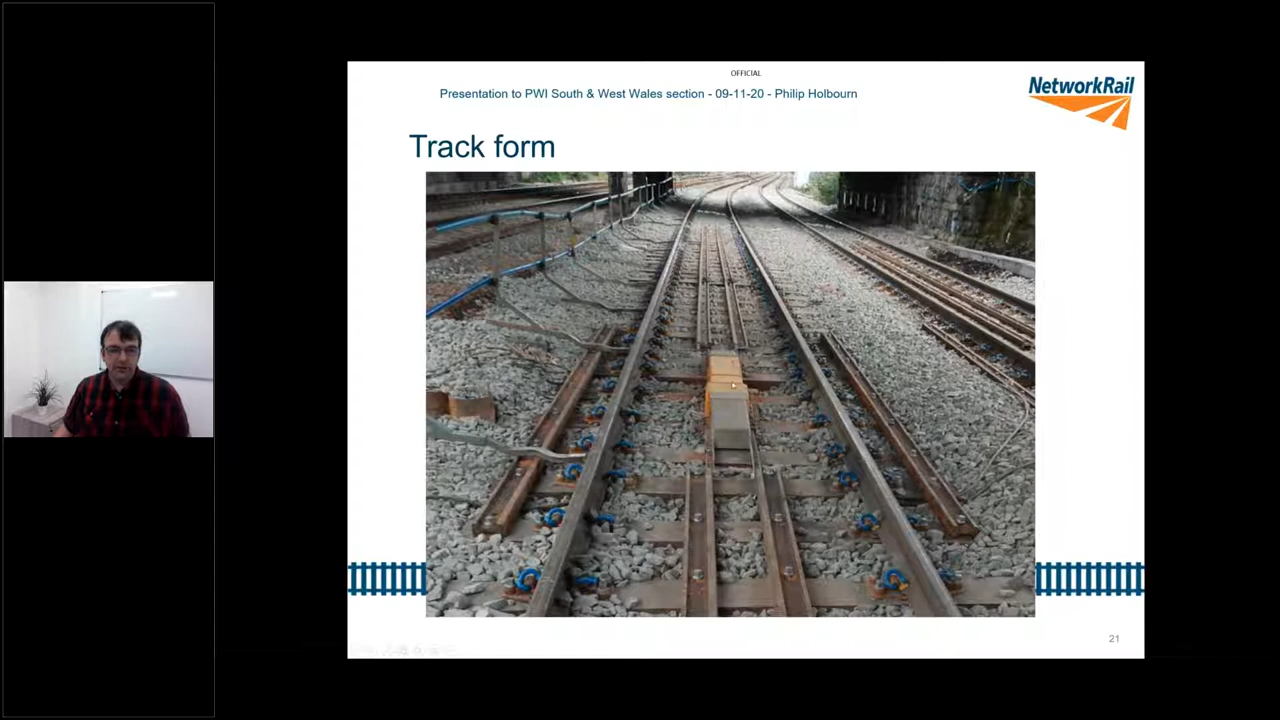 OFFICIAL
Presentation to PWI South & West Wales section - 09-11-20 - Philip Holbourn
NetworkRail
Track form
21